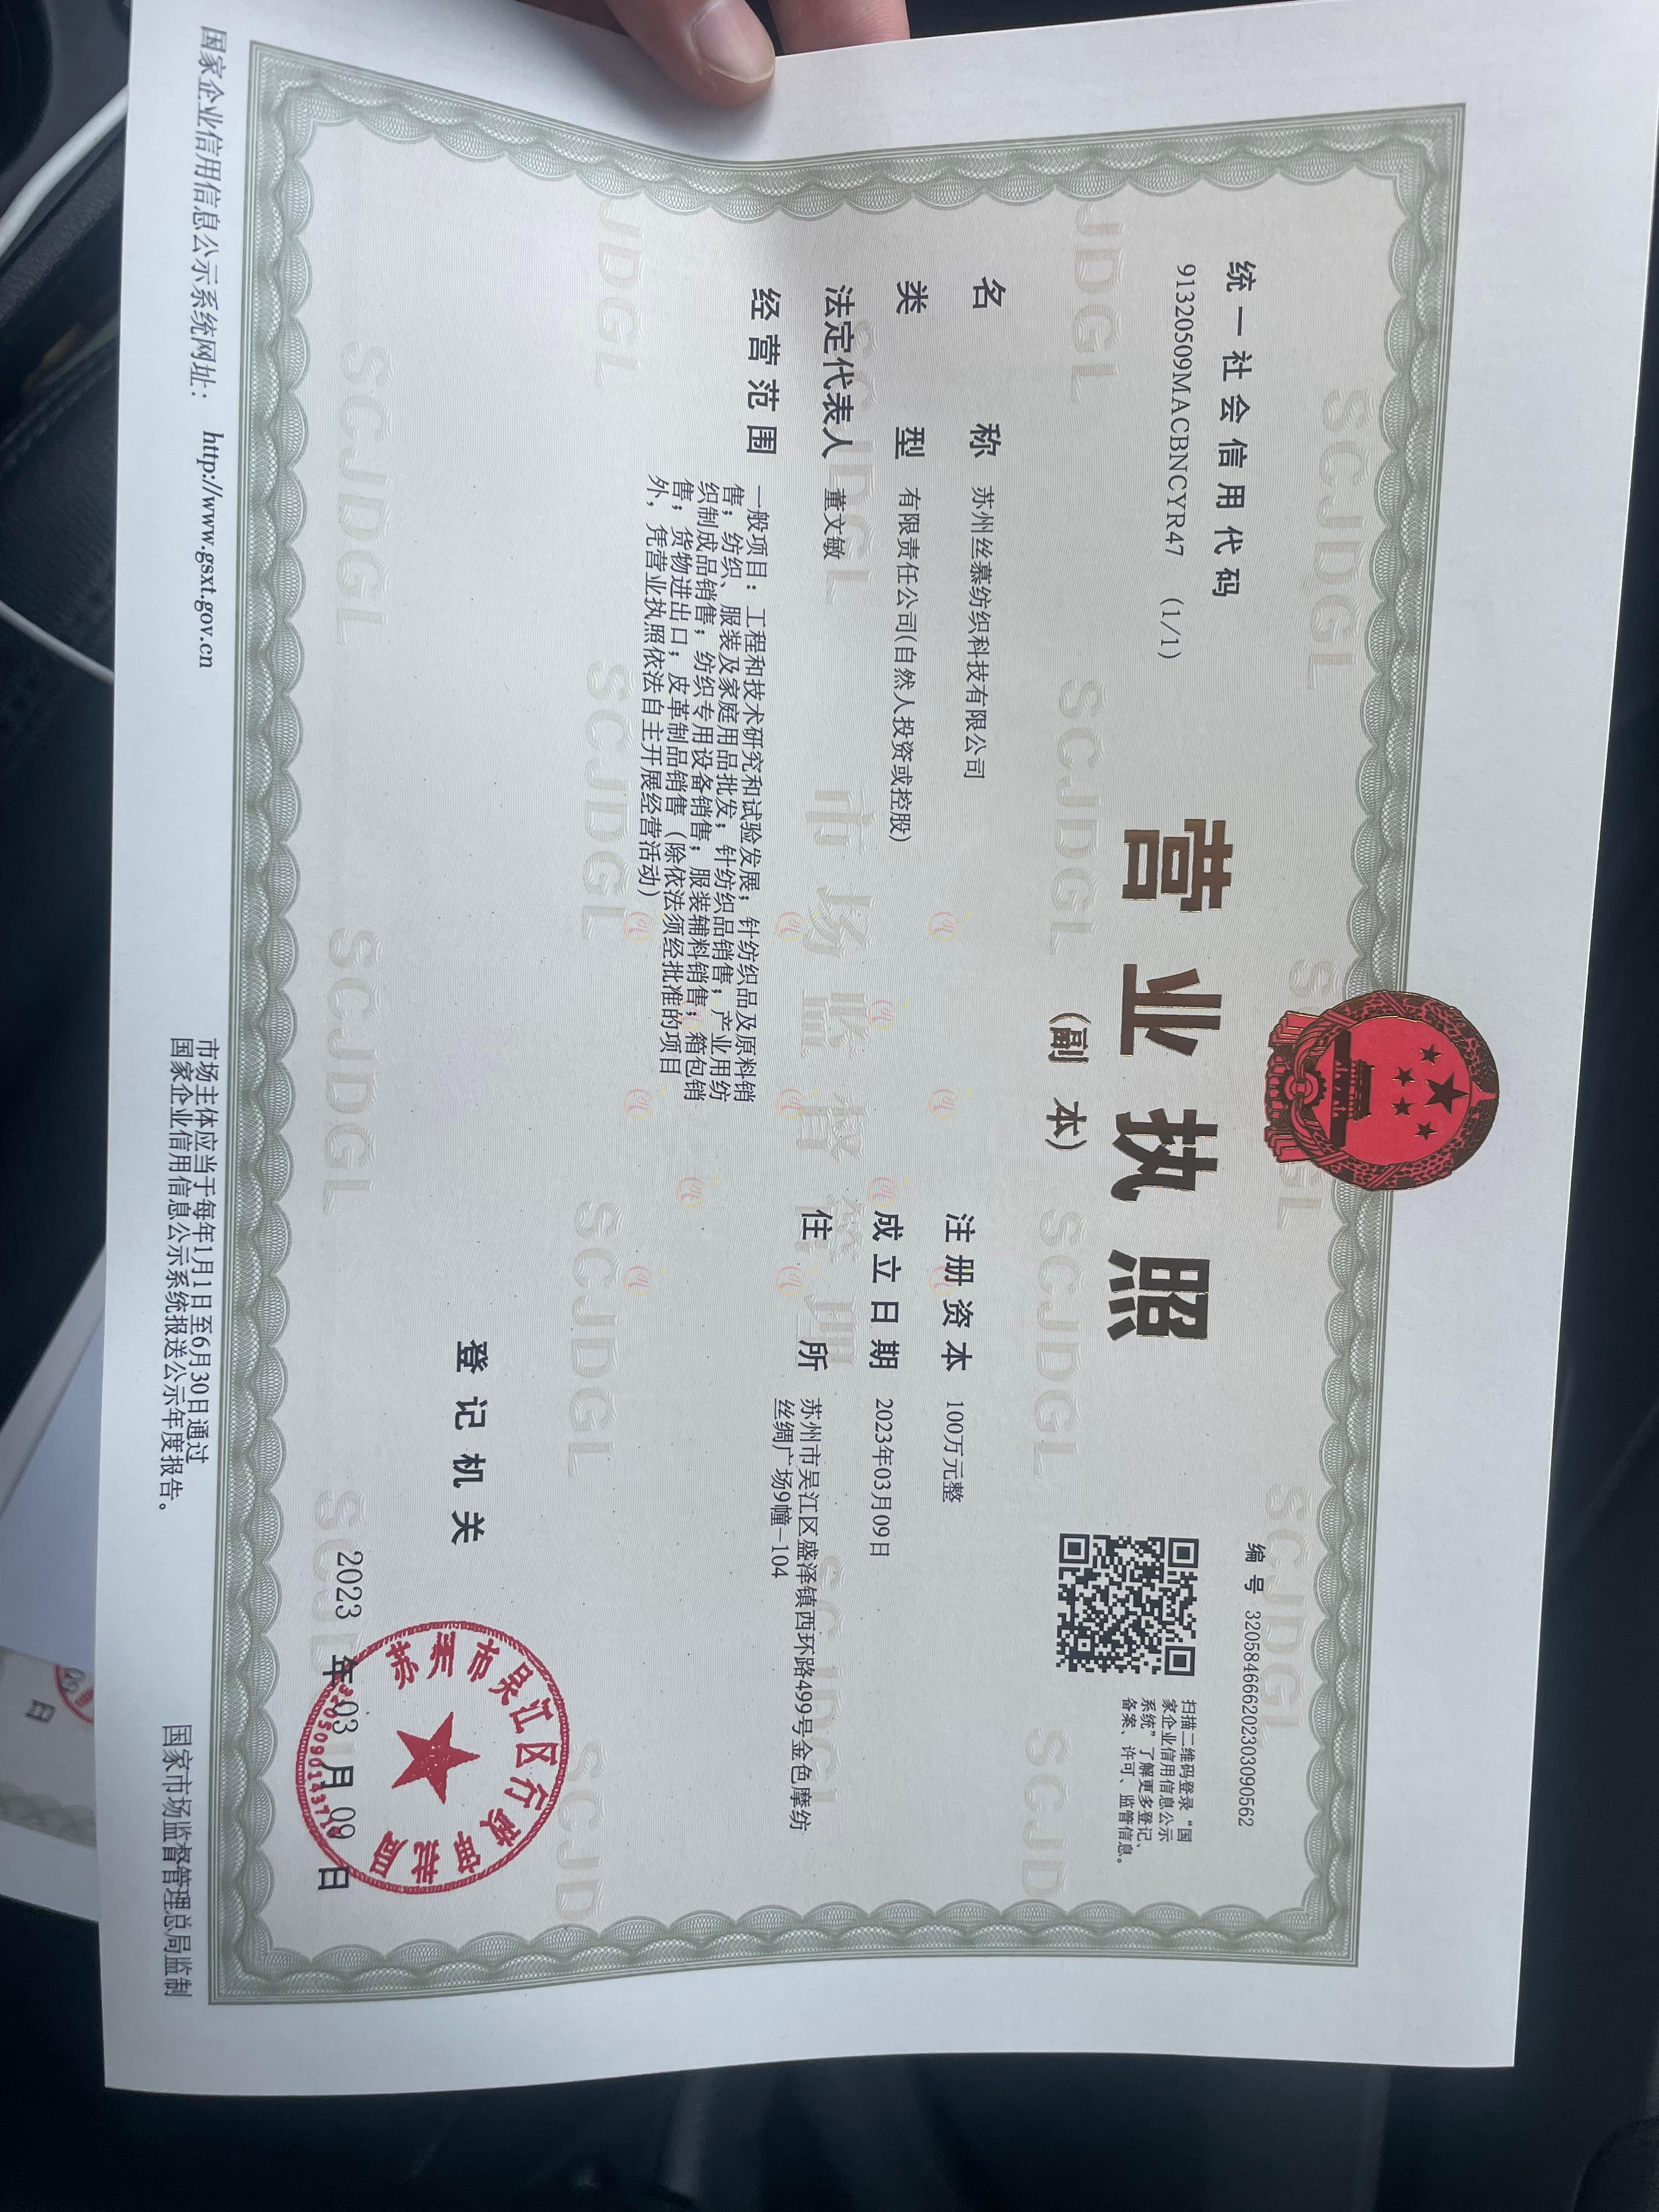 编号 320584666202303090562
统一社会信用代码
91320509MACBNCYR47 (1/1)
营业执照
(副 本)
扫描二维码登录“国
家企业信用信息公示
系统”了解更多登记、
备案、许可、监管信息。
名 称 苏州丝慕纺织科技有限公司
类 型 有限责任公司(自然人投资或控股)
法定代表人 董文敏
经营范围 一般项目：工程和技术研究和试验发展；针纺织品及原料销
售；纺织、服装及家庭用品批发；针纺织品销售；产业用纺
织制成品销售；纺织专用设备销售；服装辅料销售；箱包销
售；货物进出口；皮革制品销售（除依法须经批准的项目
外，凭营业执照依法自主开展经营活动）
注册资本 100万元整
成立日期 2023年03月09日
住 所 苏州市吴江区盛泽镇西环路499号金色摩纺
丝绸广场9幢-104
登记机关
苏州市吴江区行政审批局
2023 年 03 月 09 日
国家企业信用信息公示系统网址： http://www.gsxt.gov.cn
市场主体应当于每年1月1日至6月30日通过
国家企业信用信息公示系统报送公示年度报告。
国家市场监督管理总局监制
SCJDGL
市场监督管理
日